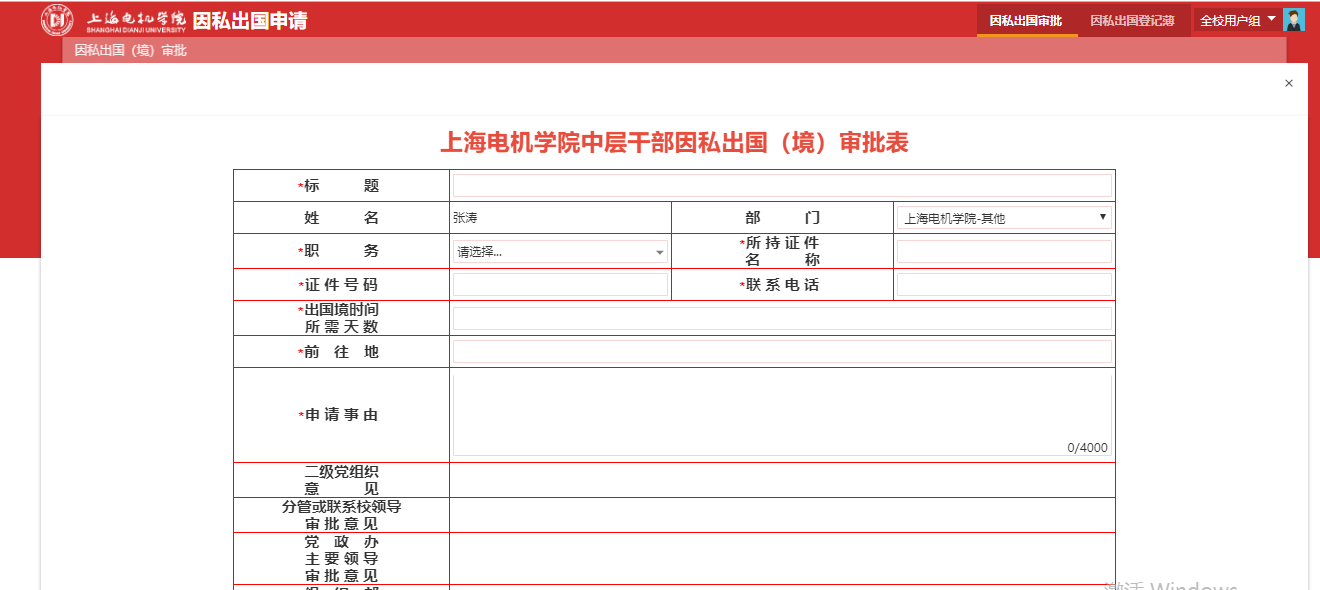 上海电机学院 因私出国申请
SHANGHAI DIANJI UNIVERSITY
因私出国审批 因私出国登记薄 全校用户组
因私出国（境）审批
×
上海电机学院中层干部因私出国（境）审批表
*标 题
姓 名 张涛 部 门 上海电机学院-其他
*职 务 请选择... *所 持 证 件
名 称
*证 件 号 码 *联 系 电 话
*出国境时间
所 需 天 数
*前 往 地
*申 请 事 由
0/4000
二级党组织
意 见
分管或联系校领导
审 批 意 见
党 政 办
主 要 领 导
审 批 意 见
组 织 部
激活 Windows